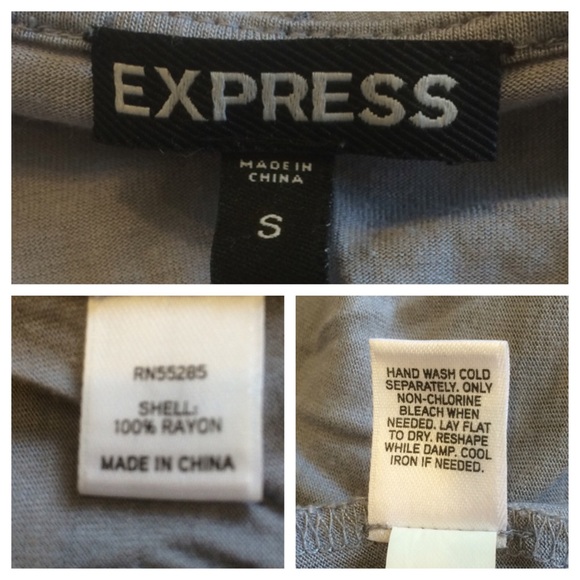 EXPRESS
MADE IN
CHINA
S
RN55285
SHELL:
100% RAYON
MADE IN CHINA
HAND WASH COLD
SEPARATELY. ONLY
NON-CHLORINE
BLEACH WHEN
NEEDED. LAY FLAT
TO DRY. RESHAPE
WHILE DAMP. COOL
IRON IF NEEDED.